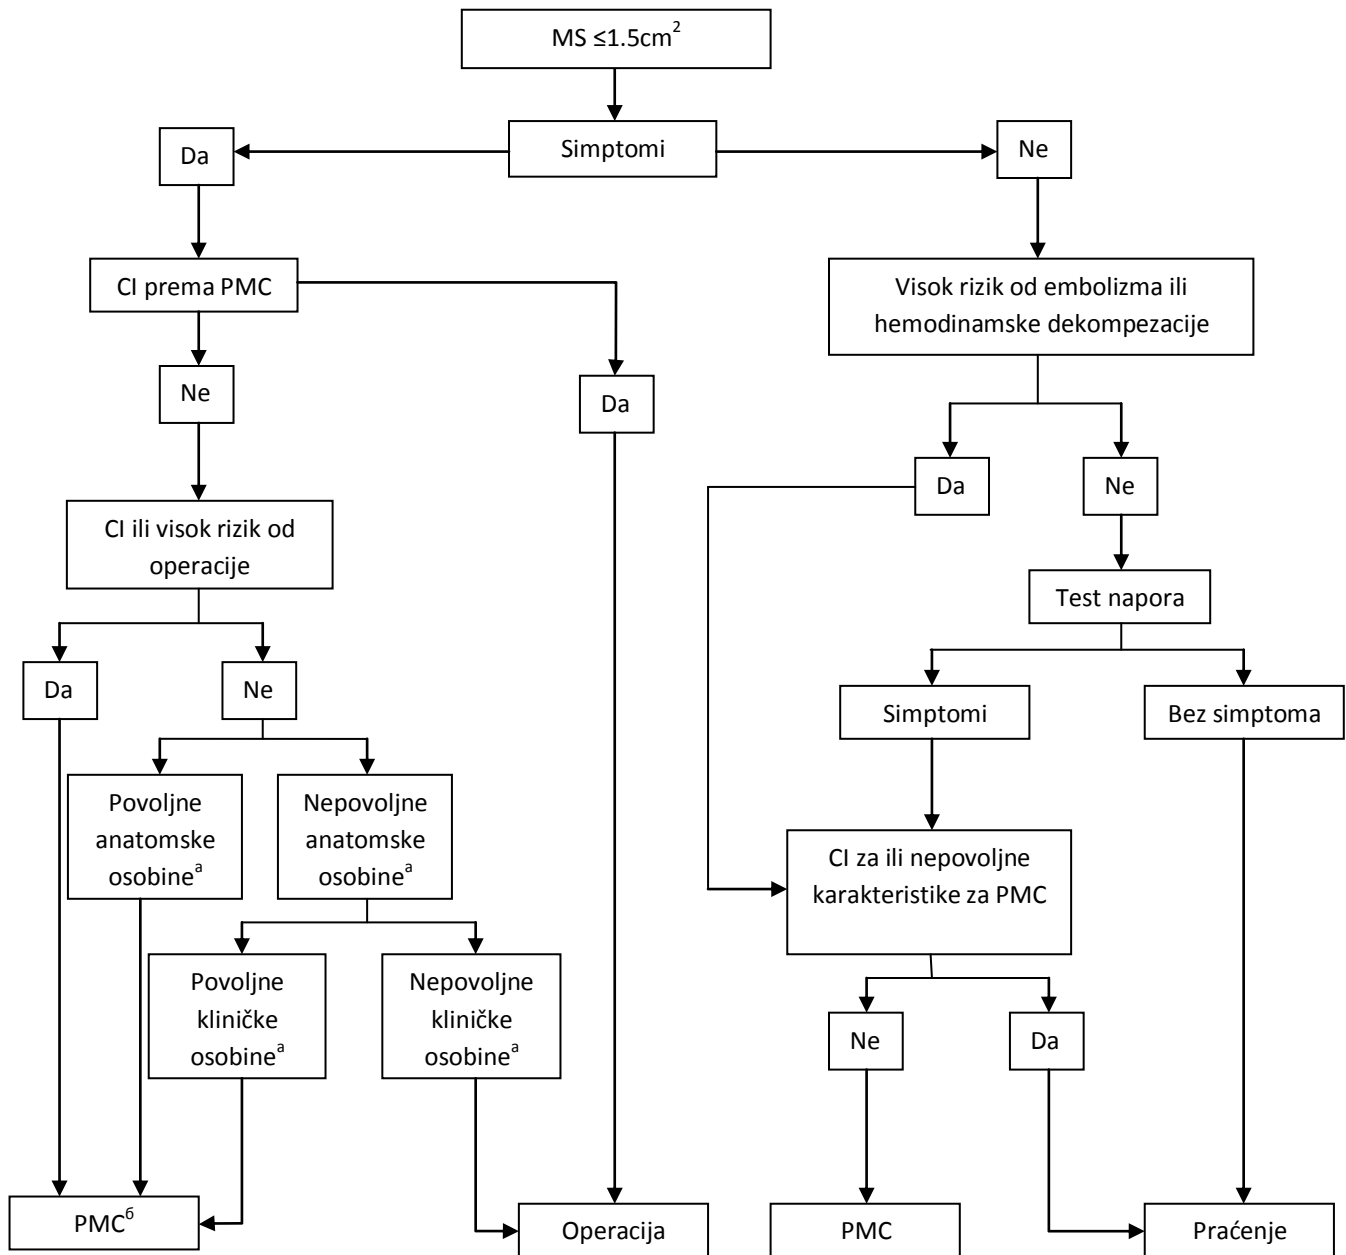 MS ≤1.5cm²
Da
Simptomi
Ne
CI prema PMC
Visok rizik od embolizma ili
hemodinamske dekompezacije
Ne
Da
Da
Ne
CI ili visok rizik od
operacije
Test napora
Da
Ne
Simptomi
Bez simptoma
Povoljne
anatomske
osobineᵃ
Nepovoljne
anatomske
osobineᵃ
CI za ili nepovoljne
karakteristike za PMC
Povoljne
kliničke
osobineᵃ
Nepovoljne
kliničke
osobineᵃ
Ne
Da
PMCб
Operacija
PMC
Praćenje